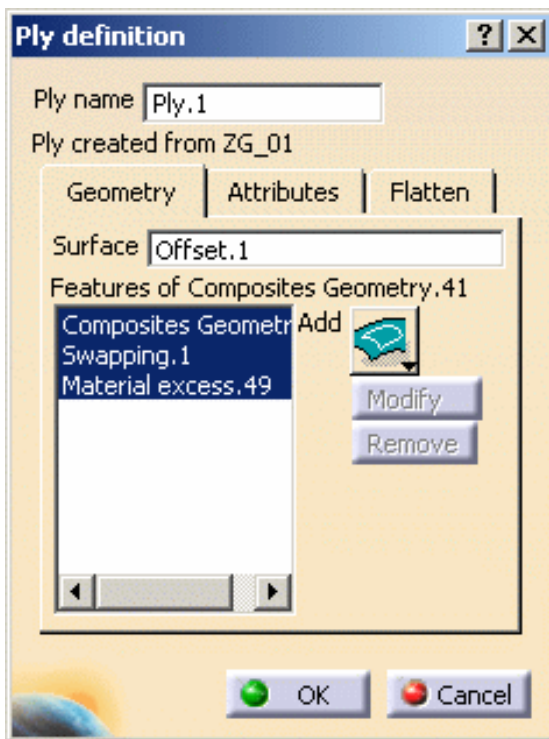 Ply definition ? X
Ply name Ply.1
Ply created from ZG_01
Geometry Attributes Flatten
Surface Offset.1
Features of Composites Geometry.41
Composites Geometr Add
Swapping.1
Material excess.49
Modify
Remove
OK Cancel